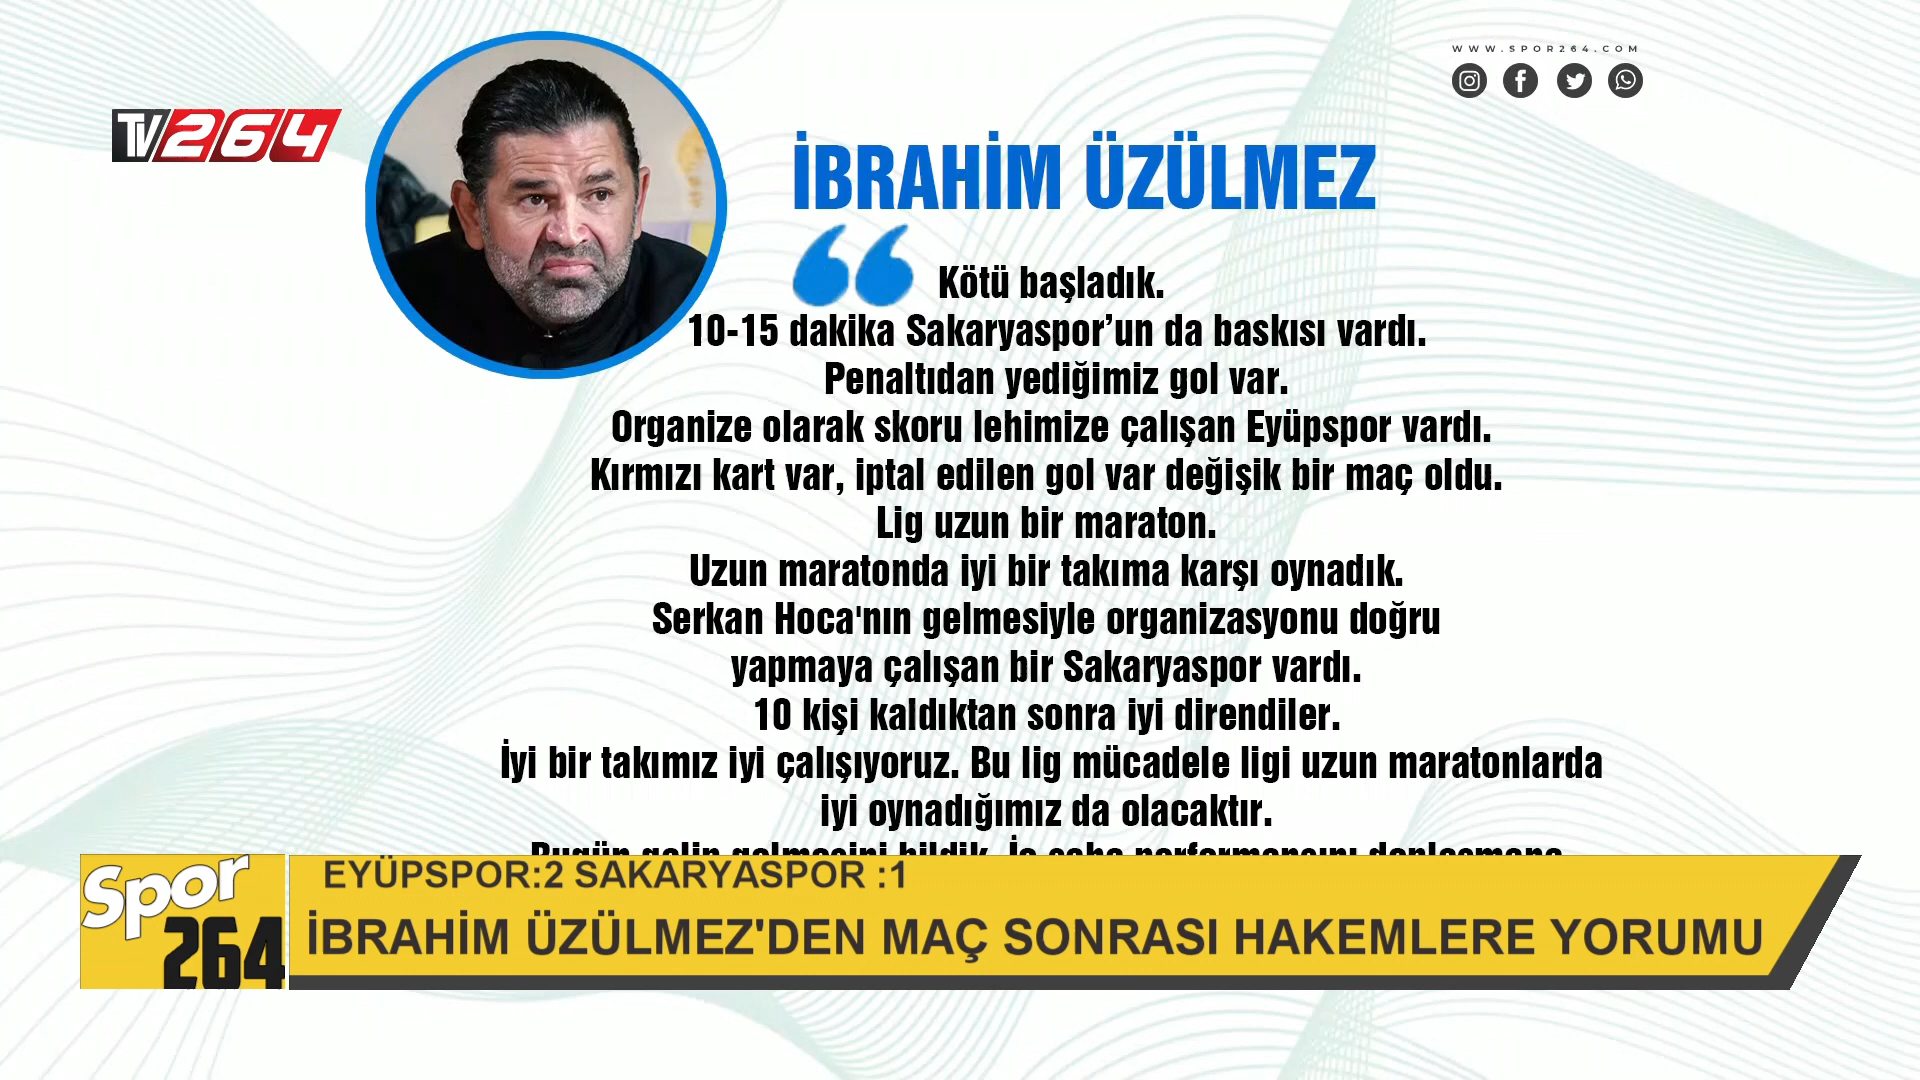 WWW.SPOR264.COM
TV264
İBRAHİM ÜZÜLMEZ
Kötü başladık.
10-15 dakika Sakaryaspor’un da baskısı vardı.
Penaltıdan yediğimiz gol var.
Organize olarak skoru lehimize çalışan Eyüpspor vardı.
Kırmızı kart var, iptal edilen gol var değişik bir maç oldu.
Lig uzun bir maraton.
Uzun maratonda iyi bir takıma karşı oynadık.
Serkan Hoca'nın gelmesiyle organizasyonu doğru
yapmaya çalışan bir Sakaryaspor vardı.
10 kişi kaldıktan sonra iyi direndiler.
İyi bir takımız iyi çalışıyoruz. Bu lig mücadele ligi uzun maratonlarda
iyi oynadığımız da olacaktır.
Spor
264
EYÜPSPOR:2 SAKARYASPOR :1
İBRAHİM ÜZÜLMEZ'DEN MAÇ SONRASI HAKEMLERE YORUMU